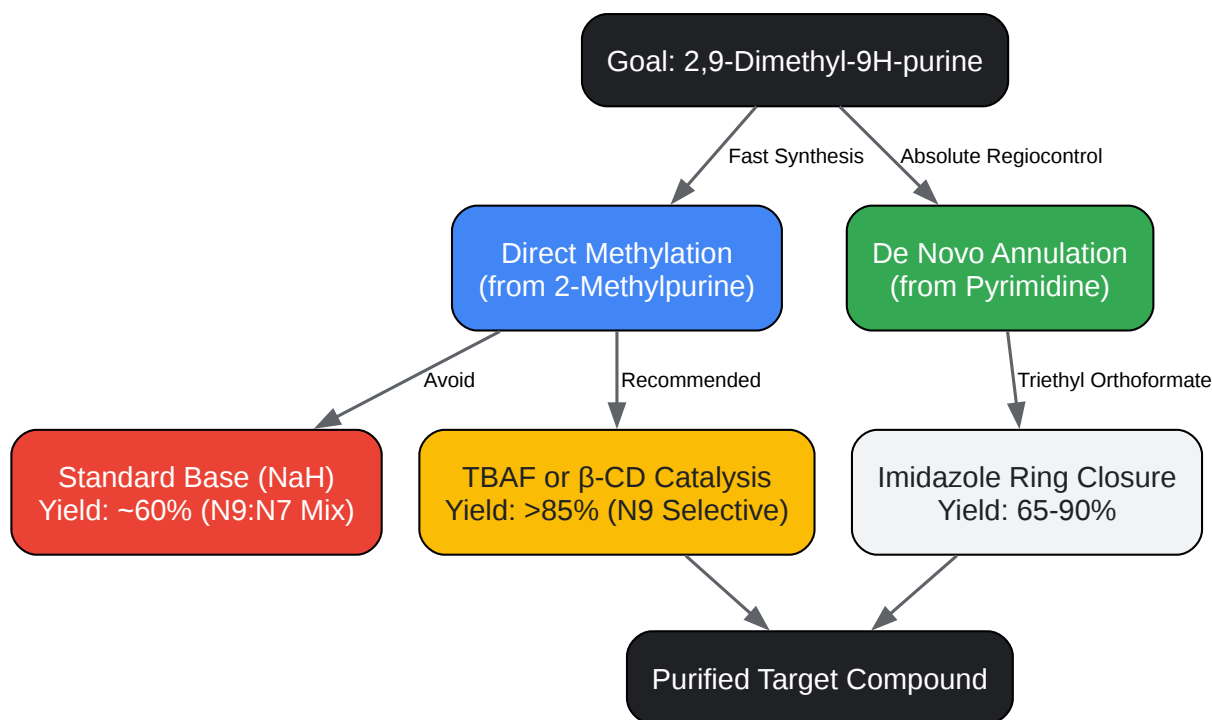 Goal: 2,9-Dimethyl-9H-purine
Fast Synthesis
Absolute Regiocontrol
Direct Methylation
(from 2-Methylpurine)
De Novo Annulation
(from Pyrimidine)
Avoid
Recommended
Triethyl Orthoformate
Standard Base (NaH)
Yield: ~60% (N9:N7 Mix)
TBAF or β-CD Catalysis
Yield: >85% (N9 Selective)
Imidazole Ring Closure
Yield: 65-90%
Purified Target Compound